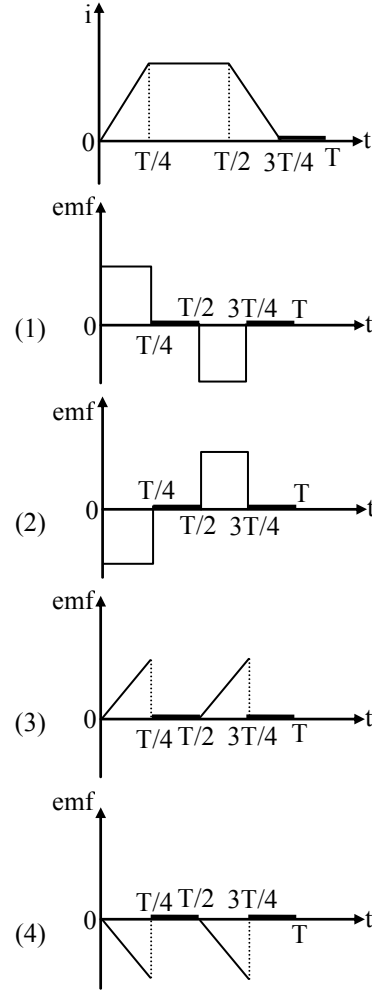 i
0
t
T/4 T/2 3T/4 T
emf
(1)
0
t
T/4 T/2 3T/4 T
emf
(2)
0
t
T/4 T/2 3T/4 T
emf
(3)
0
t
T/4 T/2 3T/4 T
emf
(4)
0
t
T/4 T/2 3T/4 T